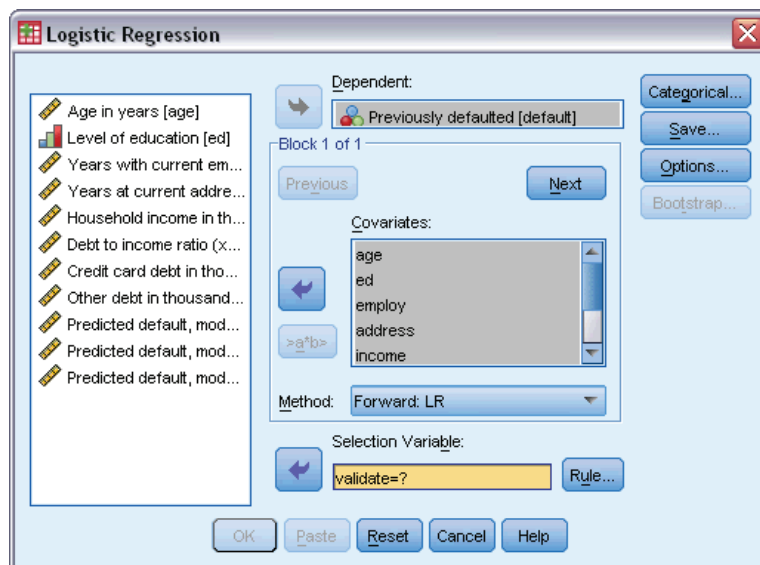 Logistic Regression
Age in years [age]
Level of education [ed]
Years with current em...
Years at current addre...
Household income in th...
Debt to income ratio (x...
Credit card debt in tho...
Other debt in thousand...
Predicted default, mod...
Predicted default, mod...
Predicted default, mod...
Dependent:
Previously defaulted [default]
Block 1 of 1
Previous
Next
Covariates:
age
ed
employ
address
income
>a*b>
Method:
Forward: LR
Selection Variable:
validate=?
Rule...
Categorical...
Save...
Options...
Bootstrap...
OK
Paste
Reset
Cancel
Help